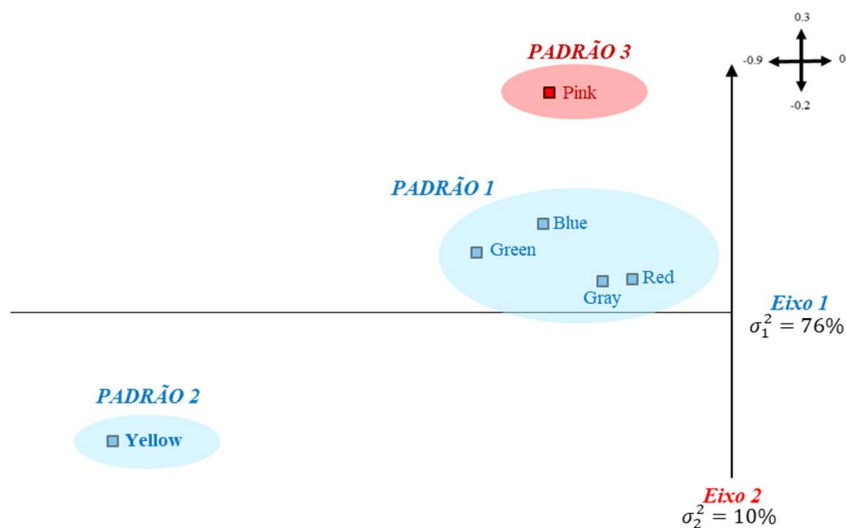 0.3
PADRÃO 3
-0.9
0
Pink
-0.2
PADRÃO 1
Blue
Green
Red
Gray
Eixo 1
σ₁² = 76%
PADRÃO 2
Yellow
Eixo 2
σ₂² = 10%